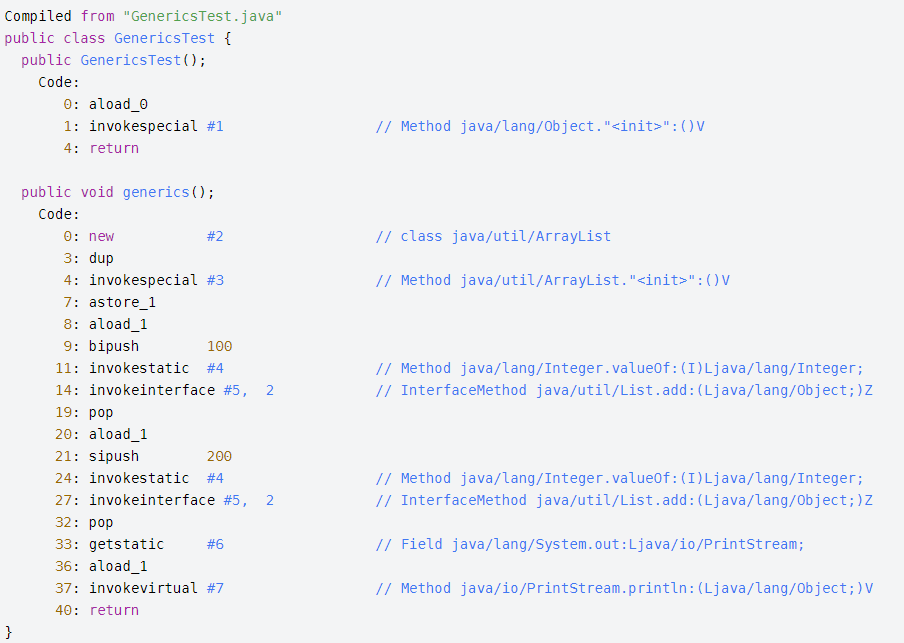 Compiled from "GenericsTest.java"
public class GenericsTest {
  public GenericsTest();
    Code:
       0: aload_0
       1: invokespecial #1                  // Method java/lang/Object."<init>":()V
       4: return

  public void generics();
    Code:
       0: new           #2                  // class java/util/ArrayList
       3: dup
       4: invokespecial #3                  // Method java/util/ArrayList."<init>":()V
       7: astore_1
       8: aload_1
       9: bipush        100
      11: invokestatic  #4                  // Method java/lang/Integer.valueOf:(I)Ljava/lang/Integer;
      14: invokeinterface #5,  2            // InterfaceMethod java/util/List.add:(Ljava/lang/Object;)Z
      19: pop
      20: aload_1
      21: sipush        200
      24: invokestatic  #4                  // Method java/lang/Integer.valueOf:(I)Ljava/lang/Integer;
      27: invokeinterface #5,  2            // InterfaceMethod java/util/List.add:(Ljava/lang/Object;)Z
      32: pop
      33: getstatic     #6                  // Field java/lang/System.out:Ljava/io/PrintStream;
      36: aload_1
      37: invokevirtual #7                  // Method java/io/PrintStream.println:(Ljava/lang/Object;)V
      40: return
}